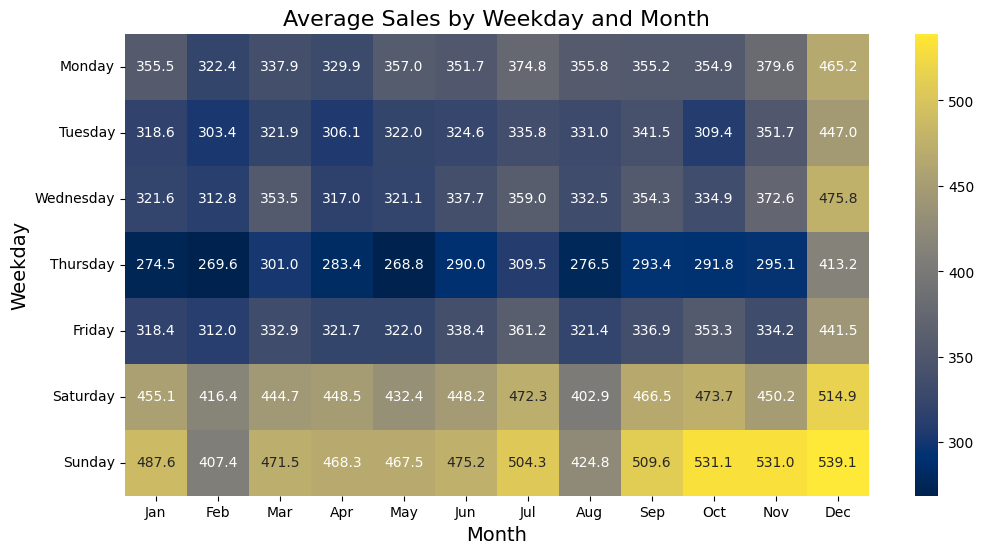 Average Sales by Weekday and Month
Weekday
Monday 355.5 322.4 337.9 329.9 357.0 351.7 374.8 355.8 355.2 354.9 379.6 465.2
Tuesday 318.6 303.4 321.9 306.1 322.0 324.6 335.8 331.0 341.5 309.4 351.7 447.0
Wednesday 321.6 312.8 353.5 317.0 321.1 337.7 359.0 332.5 354.3 334.9 372.6 475.8
Thursday 274.5 269.6 301.0 283.4 268.8 290.0 309.5 276.5 293.4 291.8 295.1 413.2
Friday 318.4 312.0 332.9 321.7 322.0 338.4 361.2 321.4 336.9 353.3 334.2 441.5
Saturday 455.1 416.4 444.7 448.5 432.4 448.2 472.3 402.9 466.5 473.7 450.2 514.9
Sunday 487.6 407.4 471.5 468.3 467.5 475.2 504.3 424.8 509.6 531.1 531.0 539.1
Jan Feb Mar Apr May Jun Jul Aug Sep Oct Nov Dec
Month
500
450
400
350
300